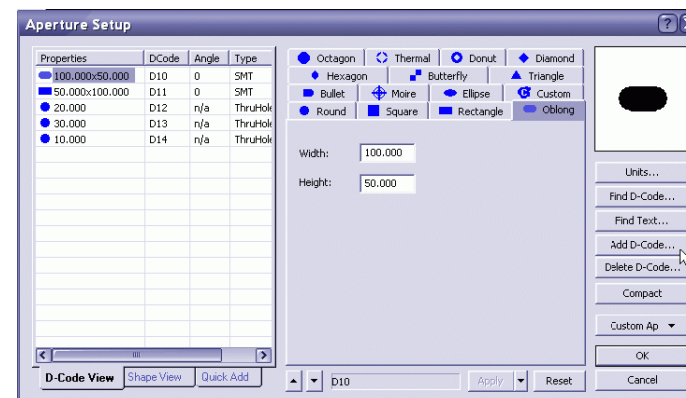 Aperture Setup
Properties DCode Angle Type
100.000x50.000 D10 0 SMT
50.000x100.000 D11 0 SMT
20.000 D12 n/a ThruHole
30.000 D13 n/a ThruHole
10.000 D14 n/a ThruHole
D-Code View Shape View Quick Add
Octagon Thermal Donut Diamond
Hexagon Butterfly Triangle
Bullet Moire Ellipse Custom
Round Square Rectangle Oblong
Width: 100.000
Height: 50.000
D10 Apply Reset
Units...
Find D-Code...
Find Text...
Add D-Code...
Delete D-Code...
Compact
Custom Ap
OK
Cancel